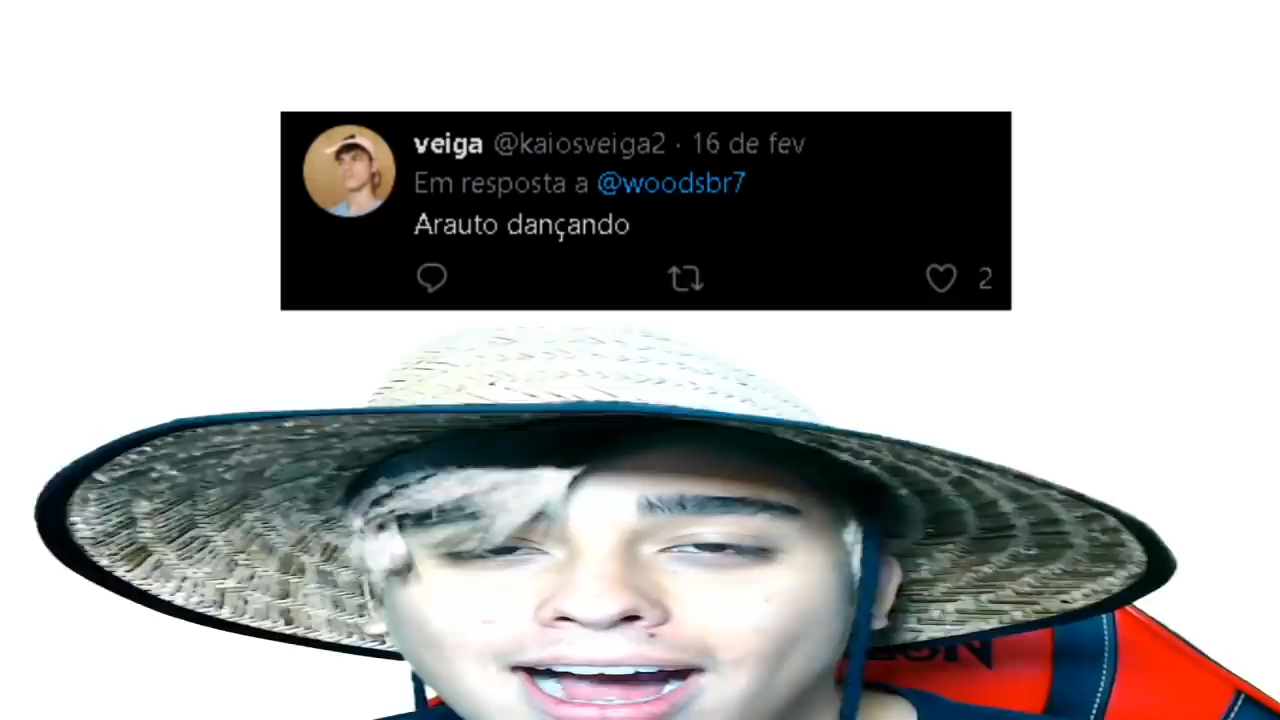 veiga @kaiosveiga2 · 16 de fev
Em resposta a @woodsbr7
Arauto dançando
2